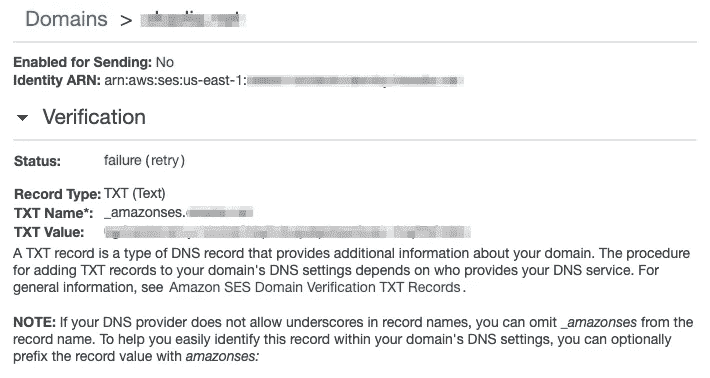 Domains >
Enabled for Sending: No
Identity ARN: arn:aws:ses:us-east-1:
Verification
Status: failure (retry)
Record Type: TXT (Text)
TXT Name*: _amazonses.
TXT Value:
A TXT record is a type of DNS record that provides additional information about your domain. The procedure
for adding TXT records to your domain's DNS settings depends on who provides your DNS service. For
general information, see Amazon SES Domain Verification TXT Records.
NOTE: If your DNS provider does not allow underscores in record names, you can omit _amazonses from the
record name. To help you easily identify this record within your domain's DNS settings, you can optionally
prefix the record value with amazonses: